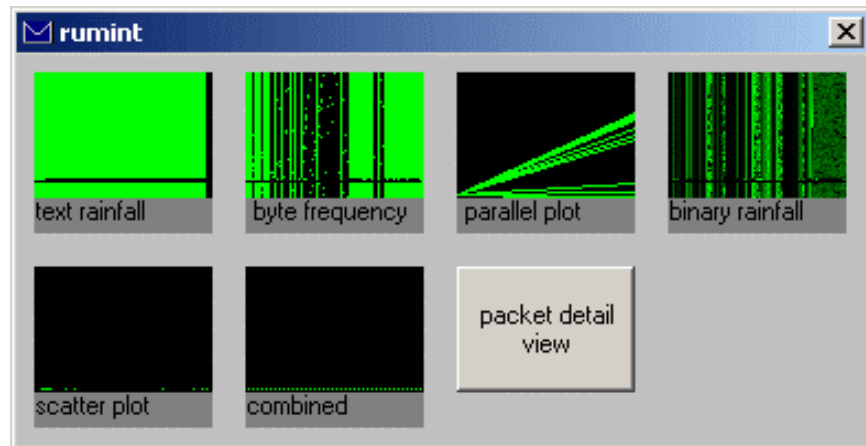 rumint
text rainfall
byte frequency
parallel plot
binary rainfall
scatter plot
combined
packet detail
view